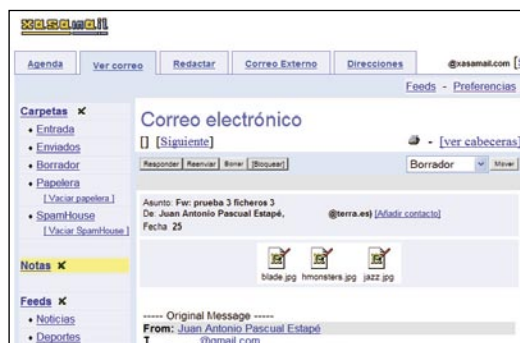 xasamail
Agenda Ver correo Redactar Correo Externo Direcciones @xasamail.com [S
Feeds - Preferencias
Carpetas
Entrada
Enviados
Borrador
Papelera
[ Vaciar papelera ]
SpamHouse
[ Vaciar SpamHouse ]
Notas
Feeds
Noticias
Deportes
Correo electrónico
[] [Siguiente] - [ver cabeceras]
Responder Reenviar Borrar [Bloquear] Borrador Mover
Asunto: Fw: prueba 3 ficheros 3
De: Juan Antonio Pascual Estapé, @terra.es) [Añadir contacto]
Fecha 25
blade.jpg hmonsters.jpg jazz.jpg
----- Original Message -----
From: Juan Antonio Pascual Estapé
@gmail.com